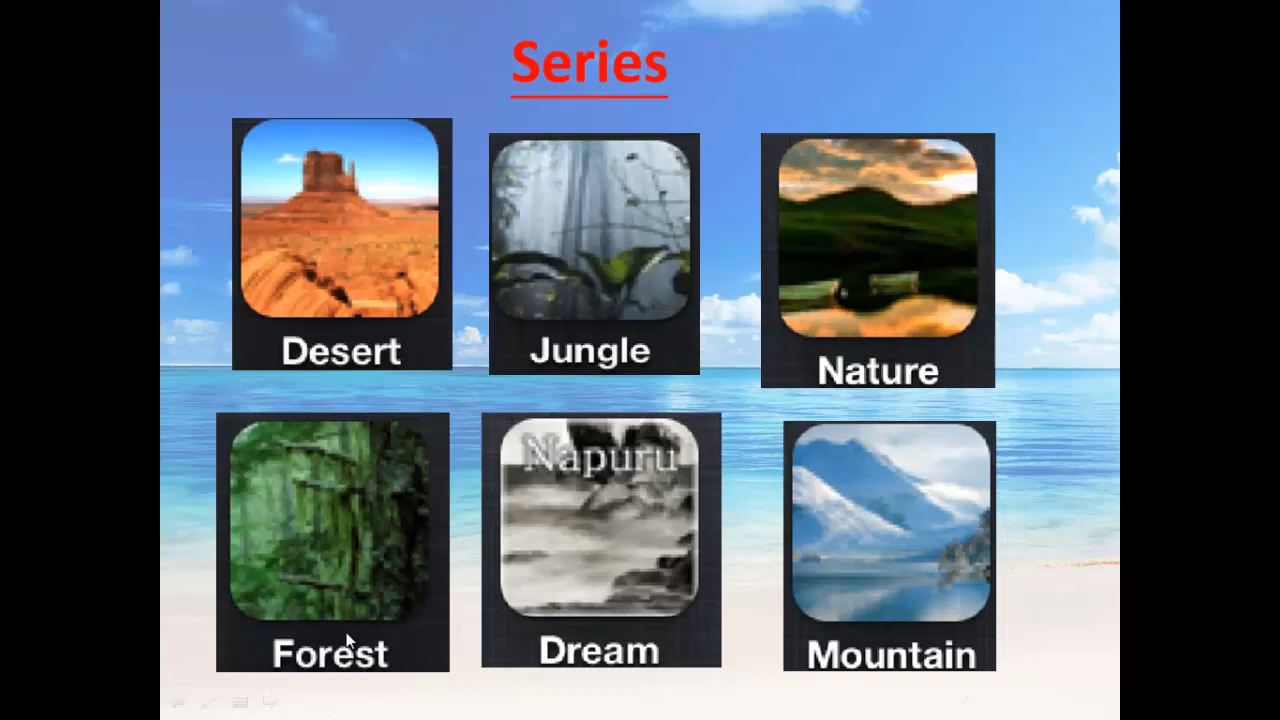 Series
Desert
Jungle
Nature
Napuru
Forest
Dream
Mountain